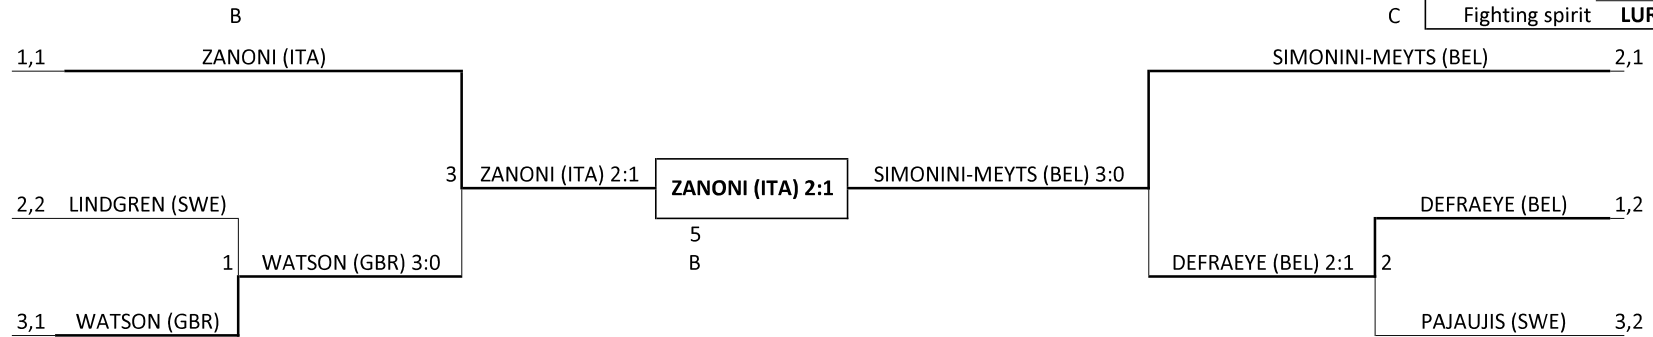 B
C Fighting spirit LUR
1,1 ZANONI (ITA)
SIMONINI-MEYTS (BEL) 2,1
3 ZANONI (ITA) 2:1
ZANONI (ITA) 2:1
SIMONINI-MEYTS (BEL) 3:0
2,2 LINDGREN (SWE)
DEFRAEYE (BEL) 1,2
5
B
1 WATSON (GBR) 3:0
DEFRAEYE (BEL) 2:1 2
3,1 WATSON (GBR)
PAJAUJIS (SWE) 3,2